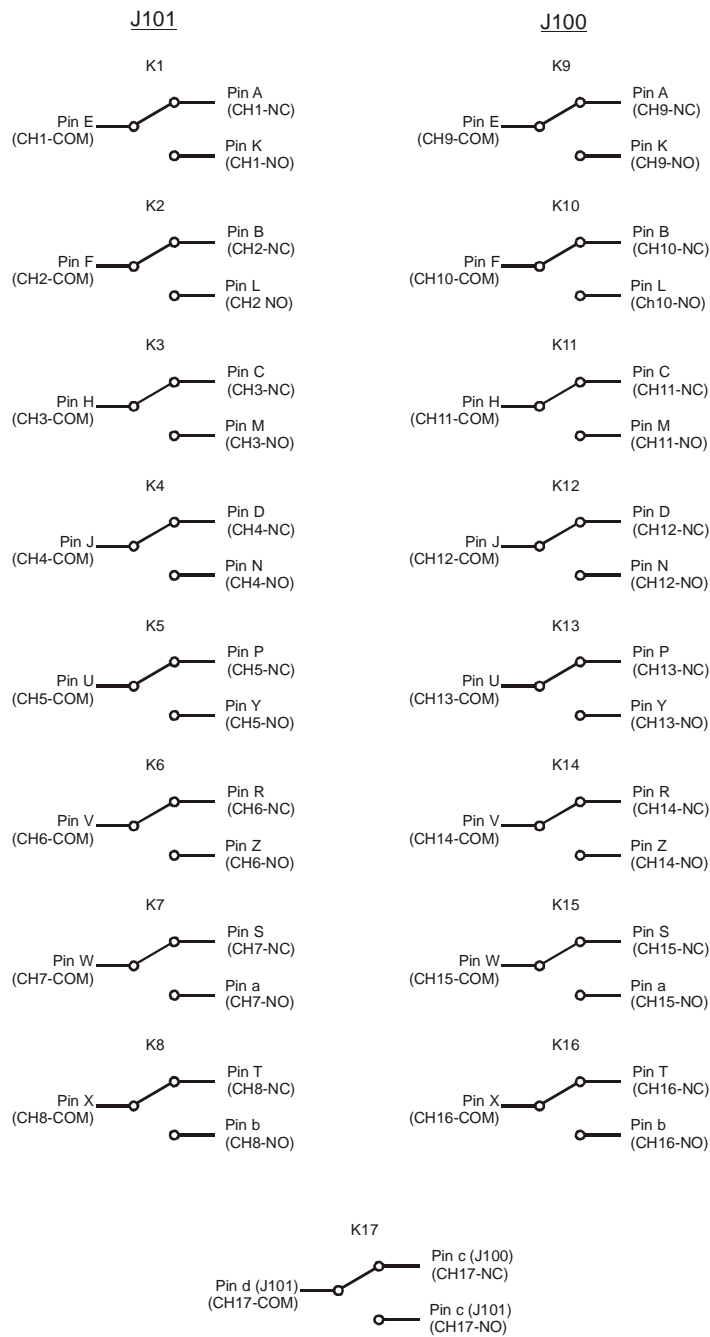 J101
K1
Pin E
(CH1-COM)
Pin A
(CH1-NC)
Pin K
(CH1-NO)
K2
Pin F
(CH2-COM)
Pin B
(CH2-NC)
Pin L
(CH2 NO)
K3
Pin H
(CH3-COM)
Pin C
(CH3-NC)
Pin M
(CH3-NO)
K4
Pin J
(CH4-COM)
Pin D
(CH4-NC)
Pin N
(CH4-NO)
K5
Pin U
(CH5-COM)
Pin P
(CH5-NC)
Pin Y
(CH5-NO)
K6
Pin V
(CH6-COM)
Pin R
(CH6-NC)
Pin Z
(CH6-NO)
K7
Pin W
(CH7-COM)
Pin S
(CH7-NC)
Pin a
(CH7-NO)
K8
Pin X
(CH8-COM)
Pin T
(CH8-NC)
Pin b
(CH8-NO)
J100
K9
Pin E
(CH9-COM)
Pin A
(CH9-NC)
Pin K
(CH9-NO)
K10
Pin F
(CH10-COM)
Pin B
(CH10-NC)
Pin L
(Ch10-NO)
K11
Pin H
(CH11-COM)
Pin C
(CH11-NC)
Pin M
(CH11-NO)
K12
Pin J
(CH12-COM)
Pin D
(CH12-NC)
Pin N
(CH12-NO)
K13
Pin U
(CH13-COM)
Pin P
(CH13-NC)
Pin Y
(CH13-NO)
K14
Pin V
(CH14-COM)
Pin R
(CH14-NC)
Pin Z
(CH14-NO)
K15
Pin W
(CH15-COM)
Pin S
(CH15-NC)
Pin a
(CH15-NO)
K16
Pin X
(CH16-COM)
Pin T
(CH16-NC)
Pin b
(CH16-NO)
K17
Pin d (J101)
(CH17-COM)
Pin c (J100)
(CH17-NC)
Pin c (J101)
(CH17-NO)